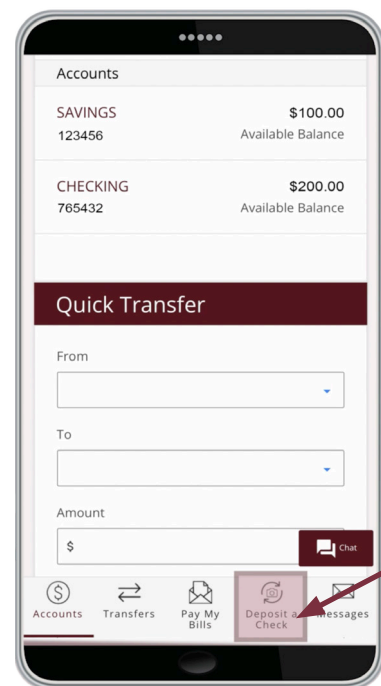 Accounts
SAVINGS $100.00
123456 Available Balance
CHECKING $200.00
765432 Available Balance
Quick Transfer
From
To
Amount
$
Chat
Accounts Transfers Pay My Bills Deposit a Check Messages